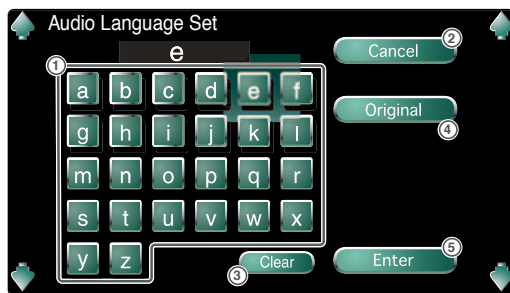 Audio Language Set
e
Cancel
②
①
a b c d e f
Original
④
g h i j k l
m n o p q r
s t u v w x
y z
Clear
③
Enter
⑤